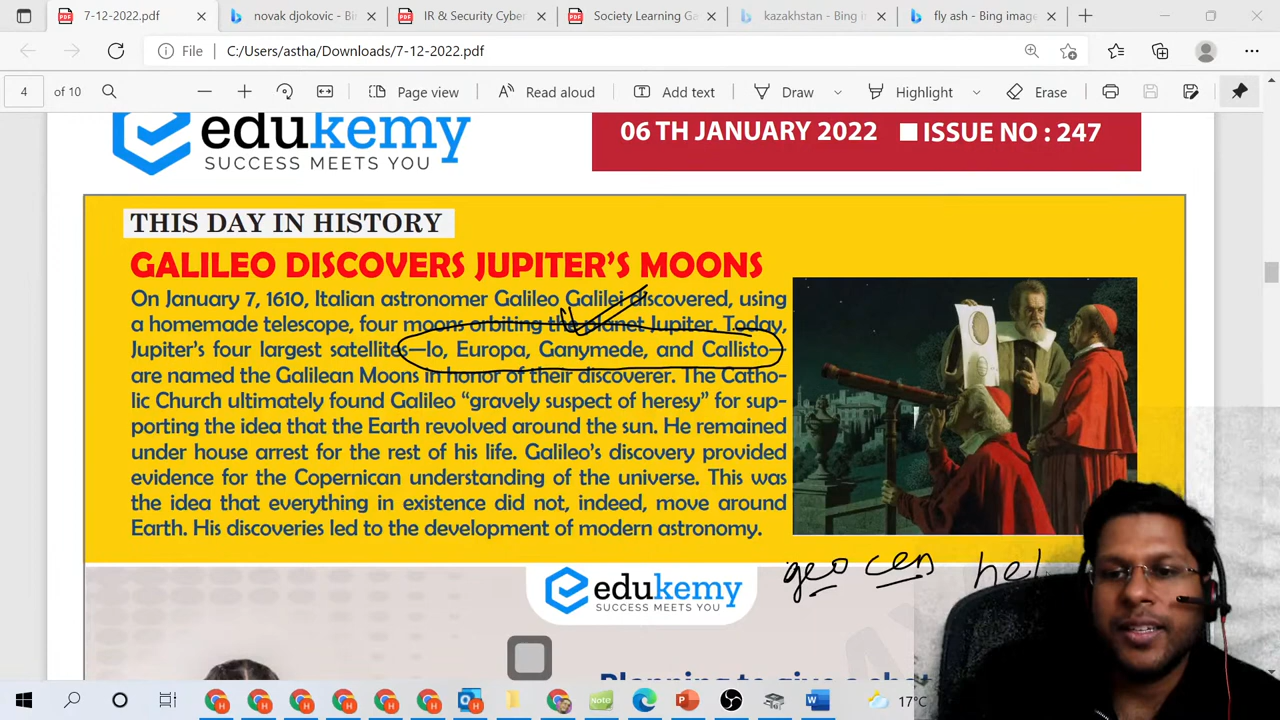 7-12-2022.pdf
novak djokovic - Bi
IR & Security Cyber
Society Learning Ga
kazakhstan - Bing i
fly ash - Bing image
File
C:/Users/astha/Downloads/7-12-2022.pdf
4 of 10
Page view
Read aloud
Add text
Draw
Highlight
Erase
edukemy
SUCCESS MEETS YOU
06 TH JANUARY 2022 ■ ISSUE NO : 247
THIS DAY IN HISTORY
GALILEO DISCOVERS JUPITER'S MOONS
On January 7, 1610, Italian astronomer Galileo Galilei discovered, using
a homemade telescope, four moons orbiting the planet Jupiter. Today,
Jupiter's four largest satellites—Io, Europa, Ganymede, and Callisto—
are named the Galilean Moons in honor of their discoverer. The Catho-
lic Church ultimately found Galileo “gravely suspect of heresy” for sup-
porting the idea that the Earth revolved around the sun. He remained
under house arrest for the rest of his life. Galileo's discovery provided
evidence for the Copernican understanding of the universe. This was
the idea that everything in existence did not, indeed, move around
Earth. His discoveries led to the development of modern astronomy.
geo cen hel
edukemy
SUCCESS MEETS YOU
17°C